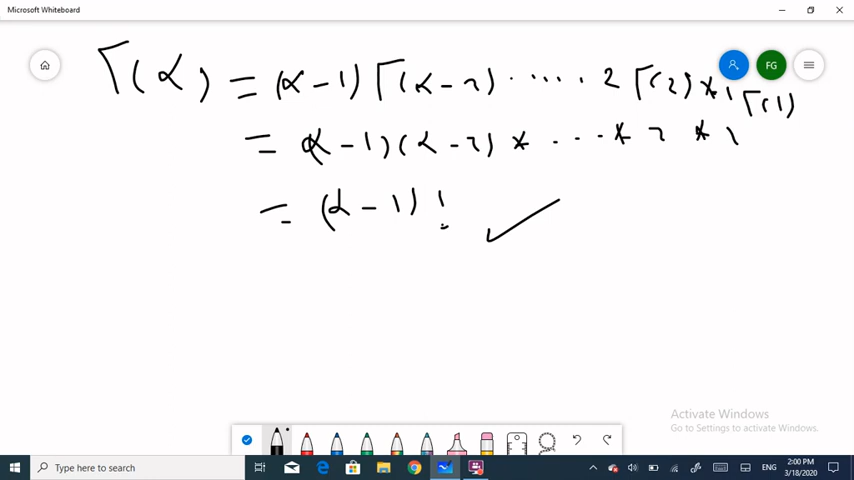 Microsoft Whiteboard
FG
Γ(α) = (α-1) Γ(α-2) ..... 2 Γ(2) * 1 Γ(1)
= (α-1)(α-2) * .... * 2 * 1
= (α-1)! ✓
Activate Windows
Go to Settings to activate Windows.
Type here to search
ENG
2:00 PM
3/18/2020